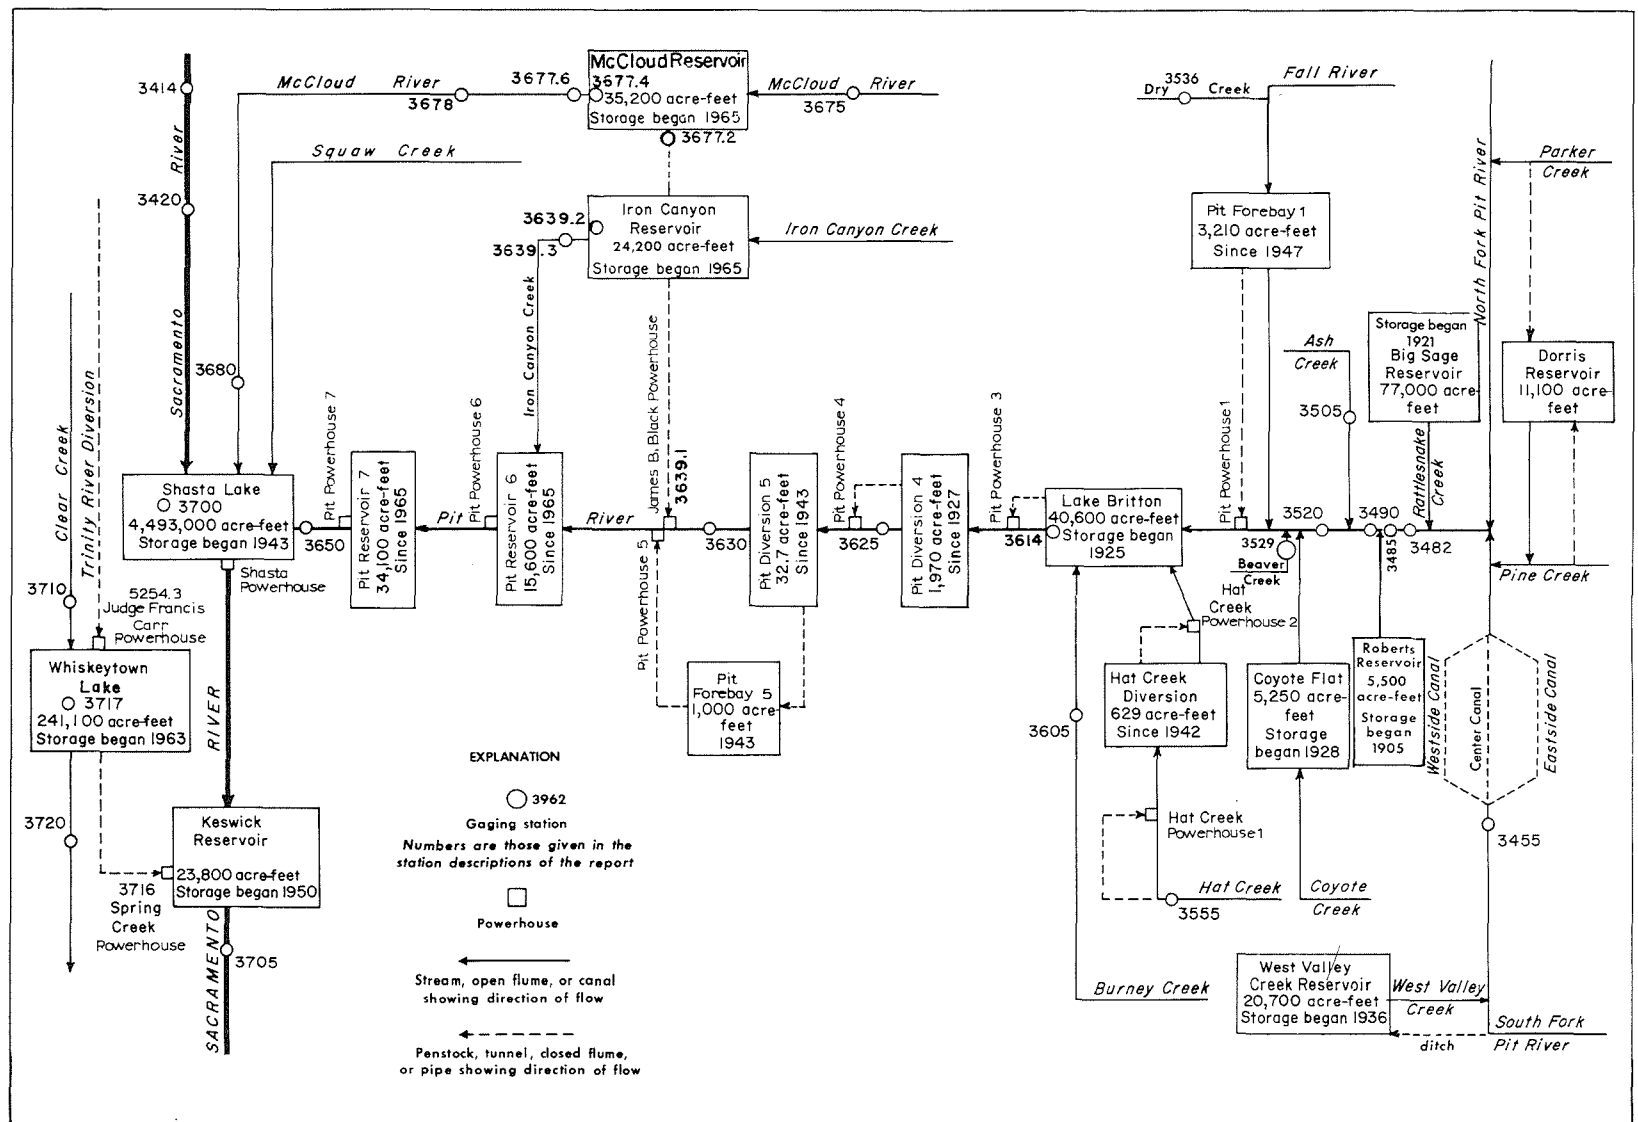 McCloud Reservoir
3677.4
35,200 acre-feet
Storage began 1965
3414
McCloud River
3678
3677.6
McCloud River
3675
3677.2
3536
Dry Creek
Fall River
Squaw Creek
River
3420
Sacramento
Iron Canyon
Reservoir
24,200 acre-feet
Storage began 1965
3639.2
3639.3
Iron Canyon Creek
Iron Canyon Creek
Pit Forebay 1
3,210 acre-feet
Since 1947
North Fork Pit River
Parker
Creek
Storage began
1921
Big Sage
Reservoir
77,000 acre-
feet
Dorris
Reservoir
11,100 acre-
feet
Ash
Creek
3505
Rattlesnake
Creek
3680
Clear Creek
Trinity River Diversion
Shasta Lake
3700
4,493,000 acre-feet
Storage began 1943
3650
Pit Powerhouse 7
Pit Reservoir 7
34,100 acre-feet
Since 1965
Pit River
Pit Powerhouse 6
Pit Reservoir 6
15,600 acre-feet
Since 1965
James B. Black Powerhouse
3639.1
Pit Powerhouse 5
3630
Pit Diversion 5
32.7 acre-feet
Since 1943
Pit Powerhouse 4
3625
Pit Diversion 4
1,970 acre-feet
Since 1927
Pit Powerhouse 3
3614
Lake Britton
40,600 acre-feet
Storage began
1925
Pit Powerhouse 1
3520
3490
3485
3482
3529
Beaver
Creek
Pine Creek
Shasta
Powerhouse
3710
5254.3
Judge Francis
Carr
Powerhouse
Whiskeytown
Lake
3717
241,100 acre-feet
Storage began 1963
RIVER
Pit
Forebay 5
1,000 acre-
feet
1943
Hat
Creek
Powerhouse 2
3605
Hat Creek
Diversion
629 acre-feet
Since 1942
Coyote Flat
5,250 acre-
feet
Storage
began 1928
Roberts
Reservoir
5,500
acre-feet
Storage
began
1905
Westside Canal
Center Canal
Eastside Canal
3455
3720
Keswick
Reservoir
23,800 acre-feet
Storage began 1950
3716
Spring
Creek
Powerhouse
SACRAMENTO
3705
Hat Creek
Powerhouse 1
Hat Creek
3555
Coyote
Creek
Burney Creek
West Valley
Creek Reservoir
20,700 acre-feet
Storage began 1936
West Valley
Creek
South Fork
Pit River
ditch
EXPLANATION
3962
Gaging station
Numbers are those given in the
station descriptions of the report
Powerhouse
Stream, open flume, or canal
showing direction of flow
Penstock, tunnel, closed flume,
or pipe showing direction of flow